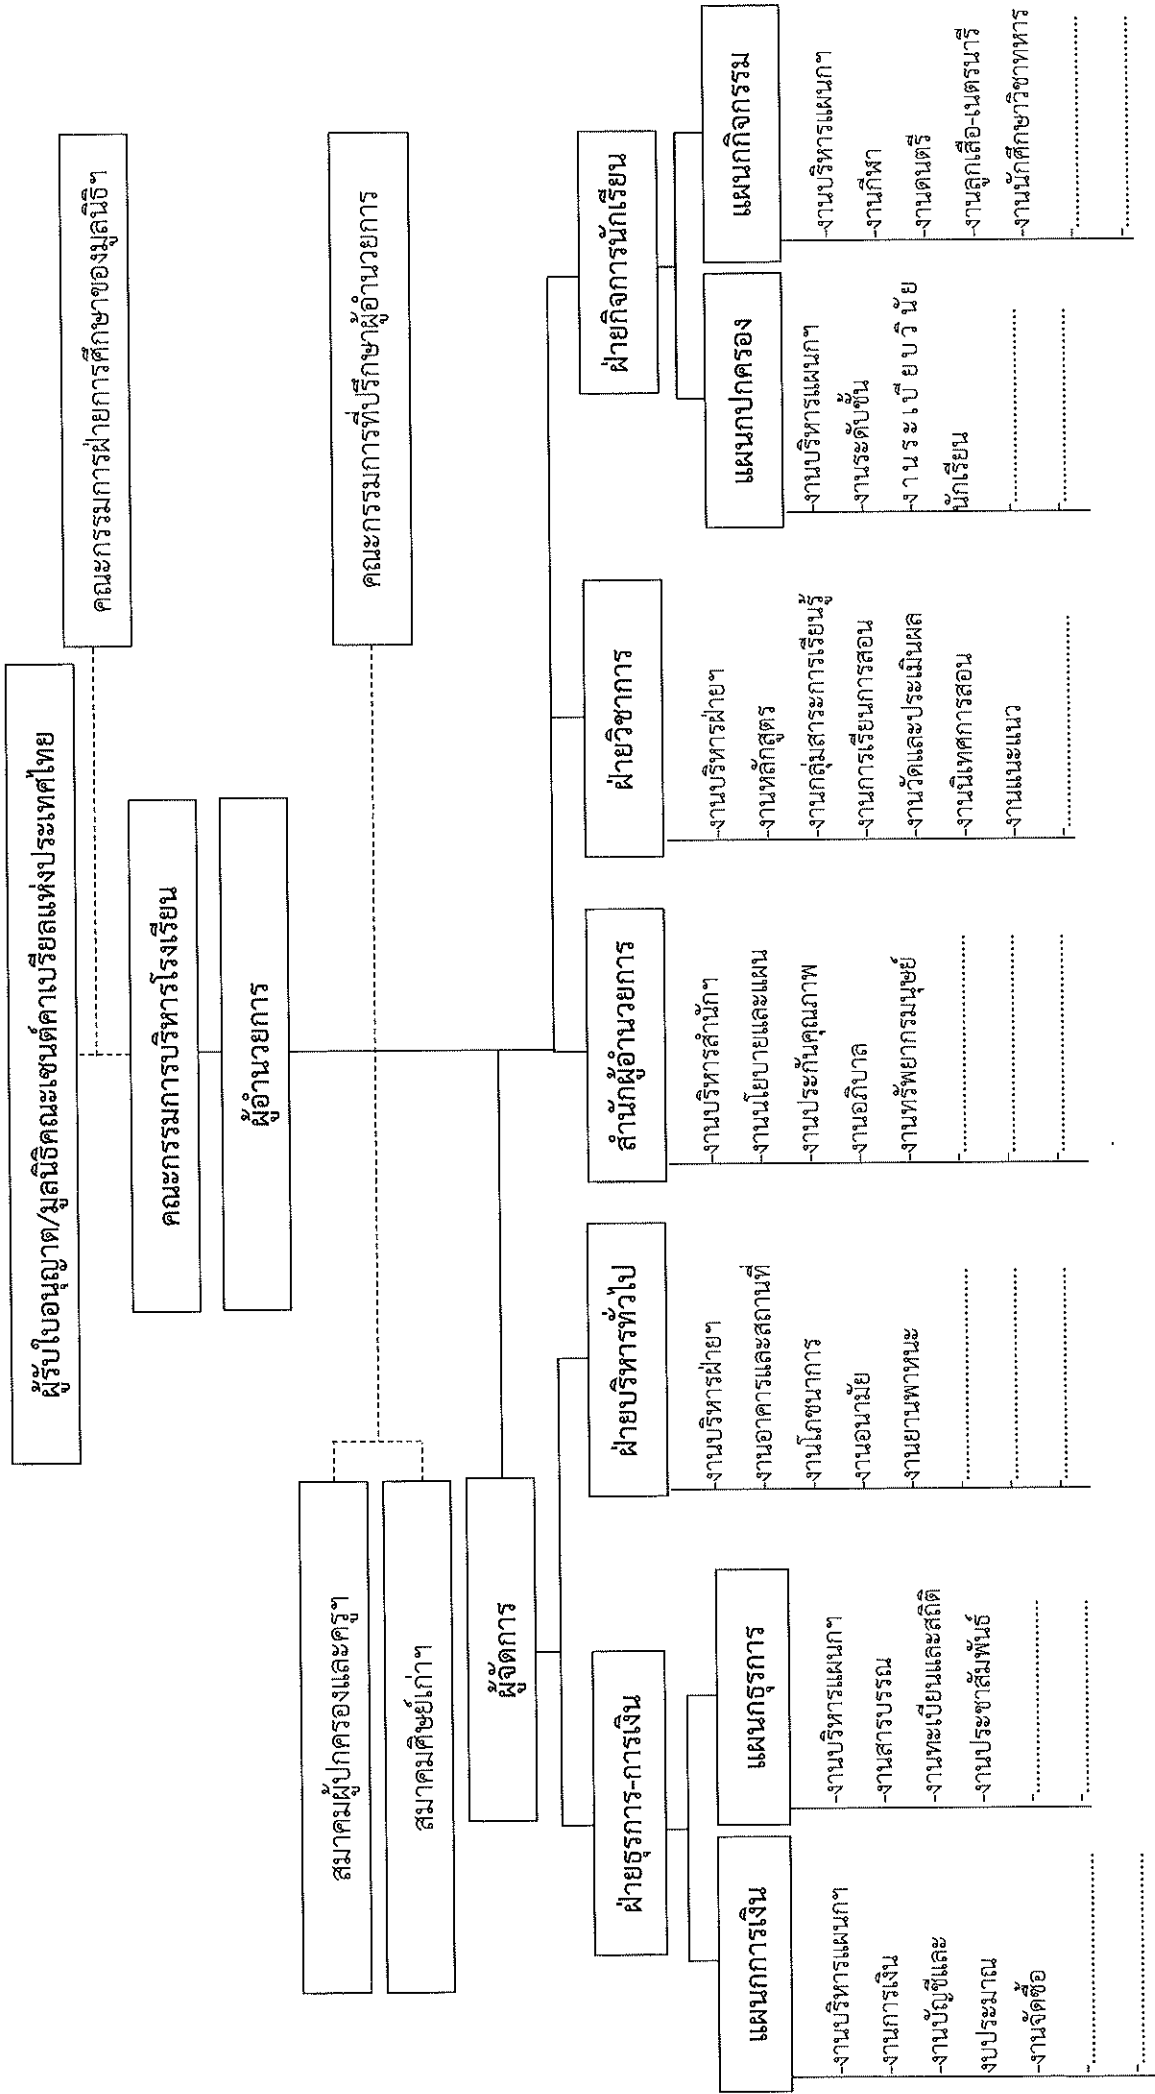 ผู้รับใบอนุญาต/มูลนิธิคณะเซนต์คาเบรียลแห่งประเทศไทย
คณะกรรมการฝ่ายการศึกษาของมูลนิธิฯ
คณะกรรมการบริหารโรงเรียน
ผู้อำนวยการ
สมาคมผู้ปกครองและครูฯ
คณะกรรมการที่ปรึกษาผู้อำนวยการ
สมาคมศิษย์เก่าฯ
ผู้จัดการ
ฝ่ายธุรการ-การเงิน
แผนกการเงิน
-งานบริหารแผนกฯ
-งานการเงิน
-งานบัญชีและ
งบประมาณ
-งานจัดซื้อ
-....................
-....................
แผนกธุรการ
-งานบริหารแผนกฯ
-งานสารบรรณ
-งานทะเบียนและสถิติ
-งานประชาสัมพันธ์
-....................
-....................
ฝ่ายบริหารทั่วไป
-งานบริหารฝ่ายฯ
-งานอาคารและสถานที่
-งานโภชนาการ
-งานอนามัย
-งานยานพาหนะ
-....................
-....................
-....................
สำนักผู้อำนวยการ
-งานบริหารสำนักฯ
-งานนโยบายและแผน
-งานประกันคุณภาพ
-งานอภิบาล
-งานทรัพยากรมนุษย์
-....................
-....................
-....................
ฝ่ายวิชาการ
-งานบริหารฝ่ายฯ
-งานหลักสูตร
-งานกลุ่มสาระการเรียนรู้
-งานการเรียนการสอน
-งานวัดและประเมินผล
-งานนิเทศการสอน
-งานแนะแนว
-....................
ฝ่ายกิจการนักเรียน
แผนกปกครอง
-งานบริหารแผนกฯ
-งานระดับชั้น
-งานระเบียบวินัย
นักเรียน
-....................
-....................
แผนกกิจกรรม
-งานบริหารแผนกฯ
-งานกีฬา
-งานดนตรี
-งานลูกเสือ-เนตรนารี
-งานนักศึกษาวิชาทหาร
-....................
-....................